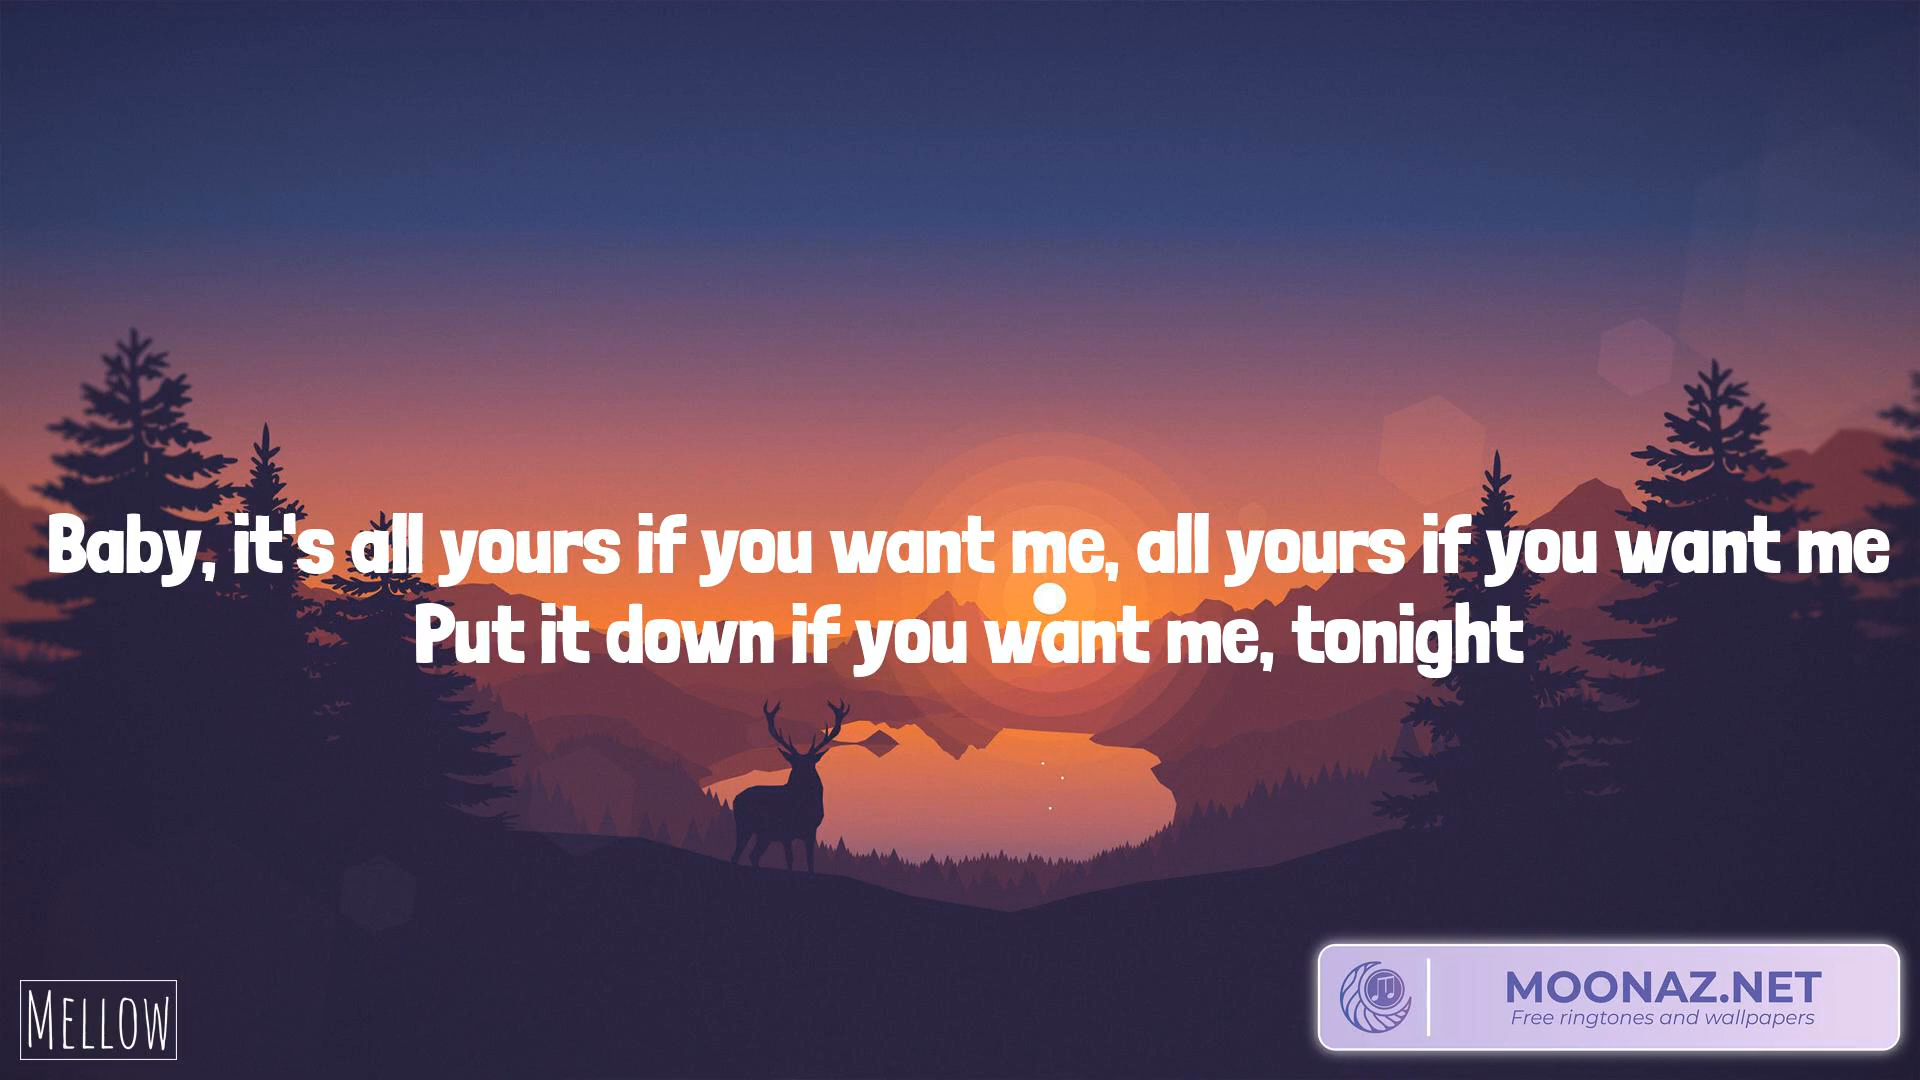 Baby, it's all yours if you want me, all yours if you want me
Put it down if you want me, tonight
MELLOW
MOONAZ.NET
Free ringtones and wallpapers